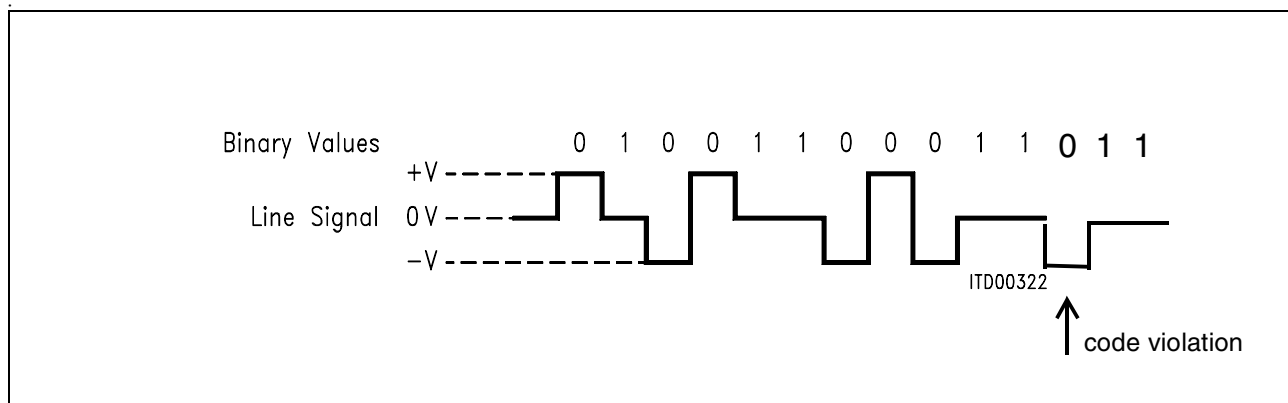 Binary Values 0 1 0 0 1 1 0 0 0 1 1 0 1 1
+V
Line Signal 0V
-V
ITD00322
code violation